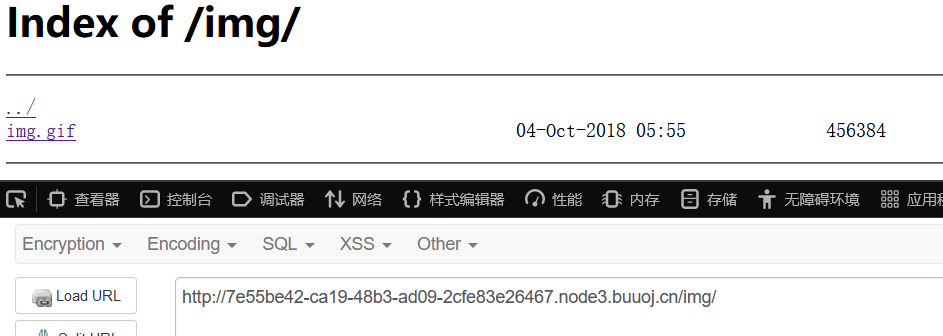 Index of /img/
../
img.gif 04-Oct-2018 05:55 456384
查看器 控制台 调试器 网络 样式编辑器 性能 内存 存储 无障碍环境 应用程
Encryption Encoding SQL XSS Other
Load URL http://7e55be42-ca19-48b3-ad09-2cfe83e26467.node3.buuoj.cn/img/
Split URL